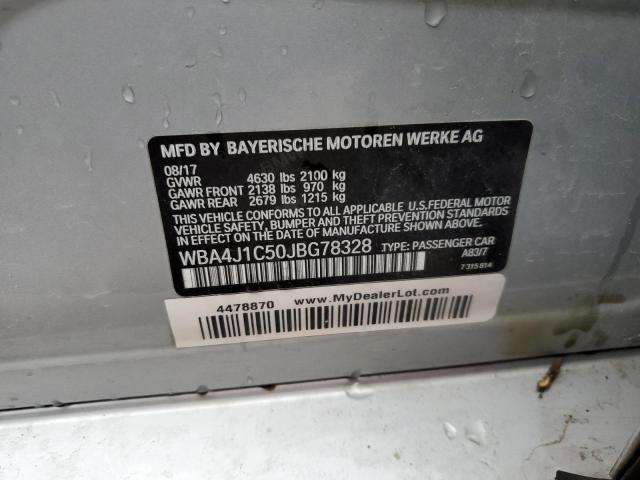 MFD BY BAYERISCHE MOTOREN WERKE AG
08/17
GVWR 4630 lbs 2100 kg
GAWR FRONT 2138 lbs 970 kg
GAWR REAR 2679 lbs 1215 kg
THIS VEHICLE CONFORMS TO ALL APPLICABLE U.S. FEDERAL MOTOR
VEHICLE SAFETY, BUMPER, AND THEFT PREVENTION STANDARDS
IN EFFECT ON THE DATE OF MANUFACTURE SHOWN ABOVE.
WBA4J1C50JBG78328 TYPE: PASSENGER CAR
A83/7
7315814
4478870 www.MyDealerLot.com